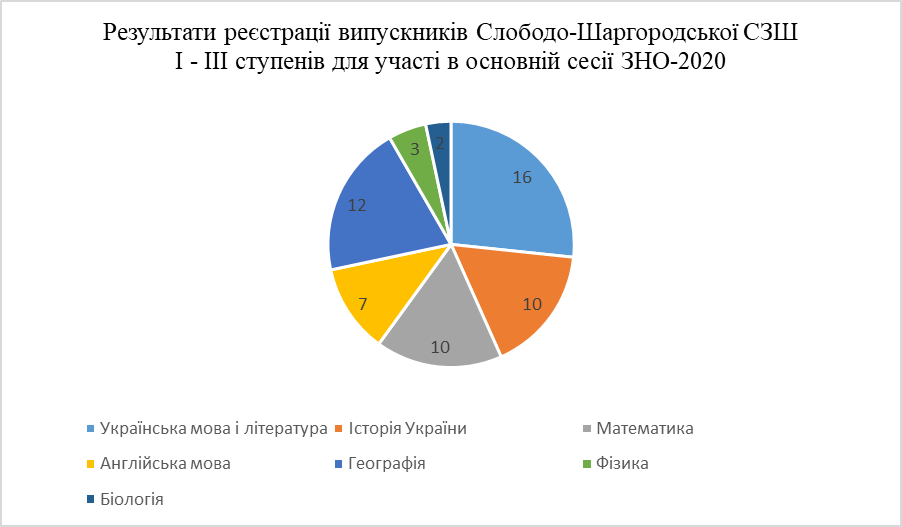 Результати реєстрації випускників Слободо-Шаргородської СЗШ
І - ІІІ ступенів для участі в основній сесії ЗНО-2020
2
3
16
12
10
7
10
Українська мова і література
Історія України
Математика
Англійська мова
Географія
Фізика
Біологія